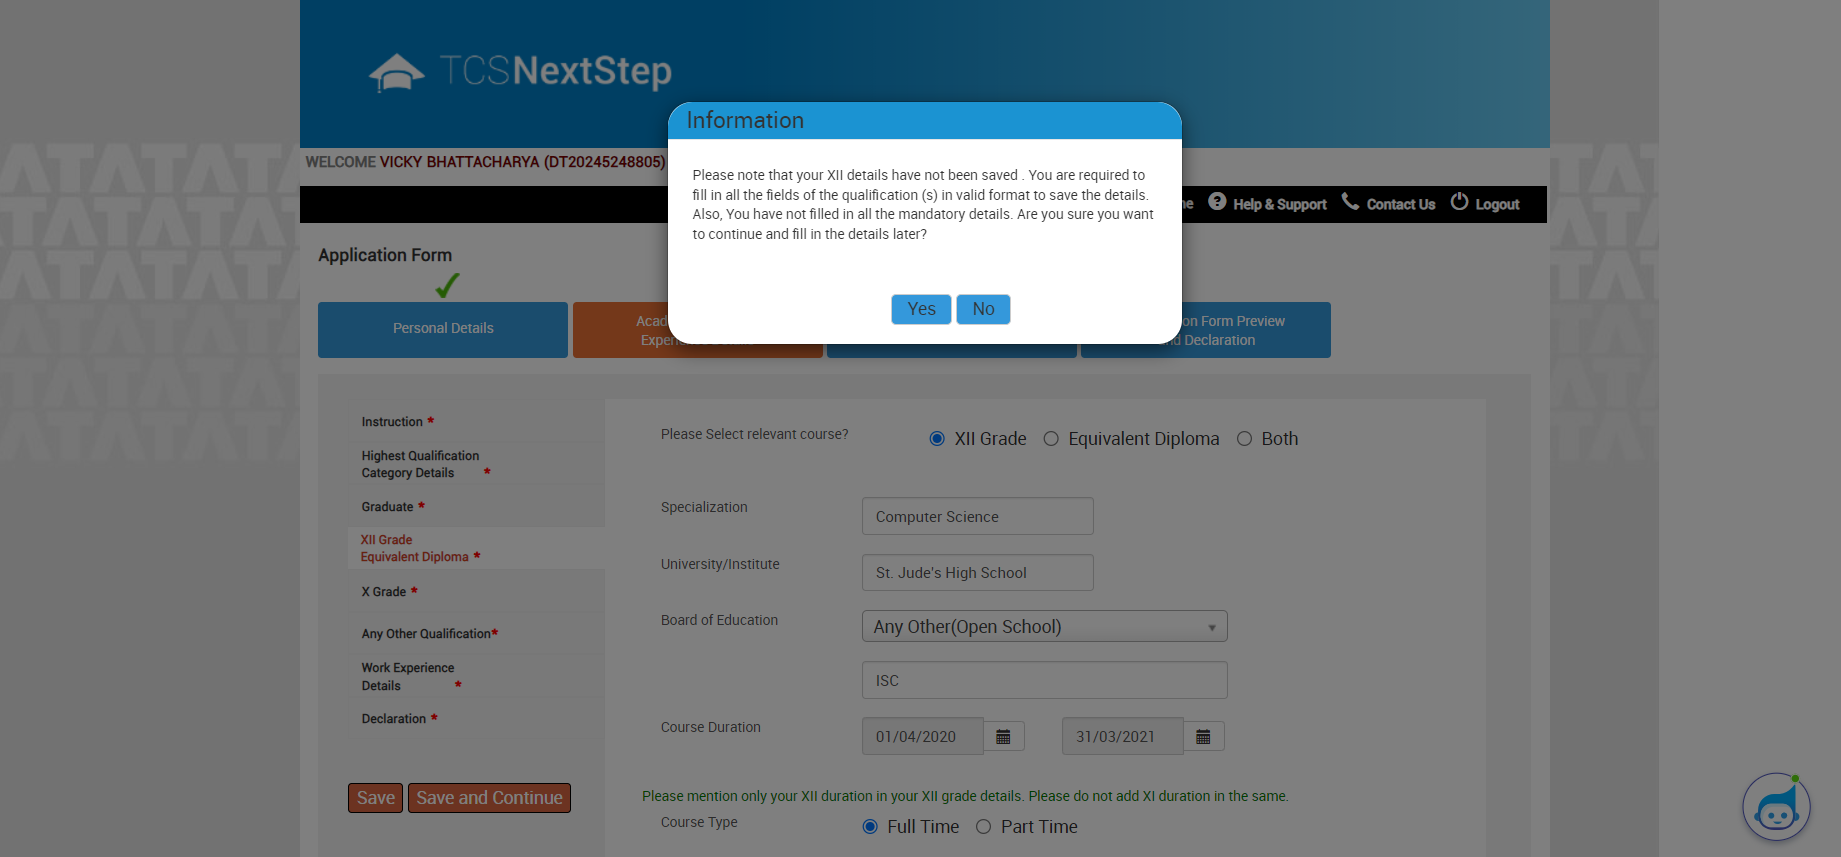 TCSNextStep
Information
Please note that your XII details have not been saved . You are required to
fill in all the fields of the qualification (s) in valid format to save the details.
Also, You have not filled in all the mandatory details. Are you sure you want
to continue and fill in the details later?
Yes No
WELCOME VICKY BHATTACHARYA (DT20245248805)
Help & Support Contact Us Logout
Application Form
Personal Details
on Form Preview
Declaration
Instruction *
Highest Qualification
Category Details *
Graduate *
XII Grade
Equivalent Diploma *
X Grade *
Any Other Qualification*
Work Experience
Details *
Declaration *
Save Save and Continue
Please Select relevant course? XII Grade Equivalent Diploma Both
Specialization Computer Science
University/Institute St. Jude's High School
Board of Education Any Other(Open School)
ISC
Course Duration 01/04/2020 31/03/2021
Please mention only your XII duration in your XII grade details. Please do not add XI duration in the same.
Course Type Full Time Part Time